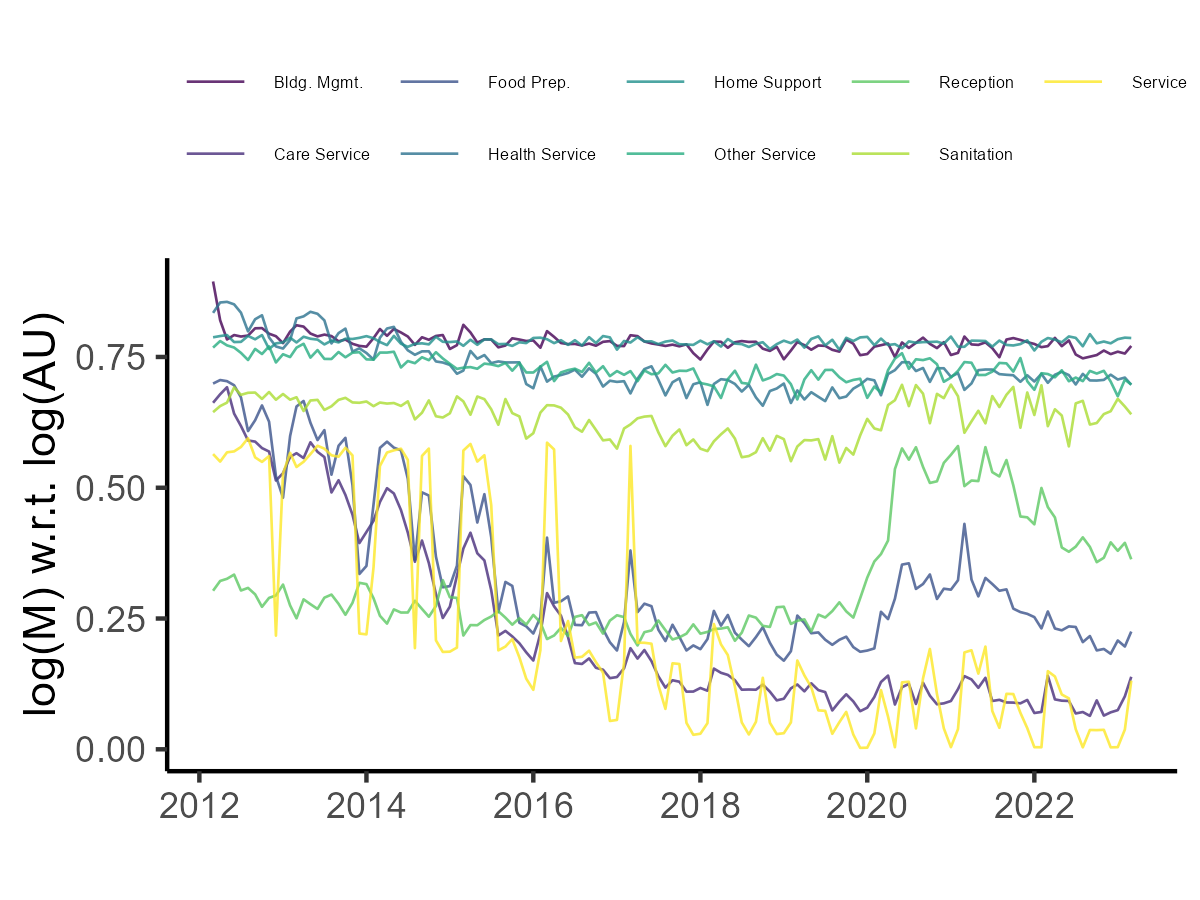 Bldg. Mgmt. Food Prep. Home Support Reception Service
Care Service Health Service Other Service Sanitation
log(M) w.r.t. log(AU)
0.75
0.50
0.25
0.00
2012 2014 2016 2018 2020 2022